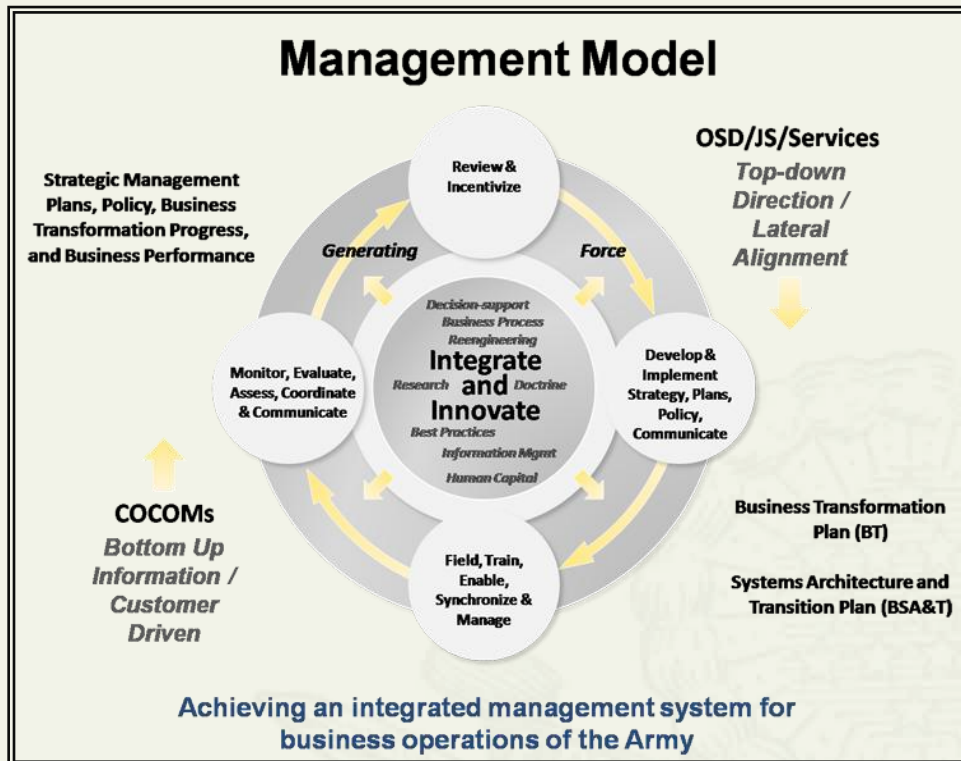 Management Model
Strategic Management
Plans, Policy, Business
Transformation Progress,
and Business Performance
OSD/JS/Services
Top-down
Direction /
Lateral
Alignment
Review &
Incentivize
Generating
Force
Decision-support
Business Process
Reengineering
Integrate
Research and Doctrine
Innovate
Best Practices
Information Mgmt
Human Capital
Monitor, Evaluate,
Assess, Coordinate
& Communicate
Develop &
Implement
Strategy, Plans,
Policy,
Communicate
COCOMs
Bottom Up
Information /
Customer
Driven
Field, Train,
Enable,
Synchronize &
Manage
Business Transformation
Plan (BT)
Systems Architecture and
Transition Plan (BSA&T)
Achieving an integrated management system for
business operations of the Army